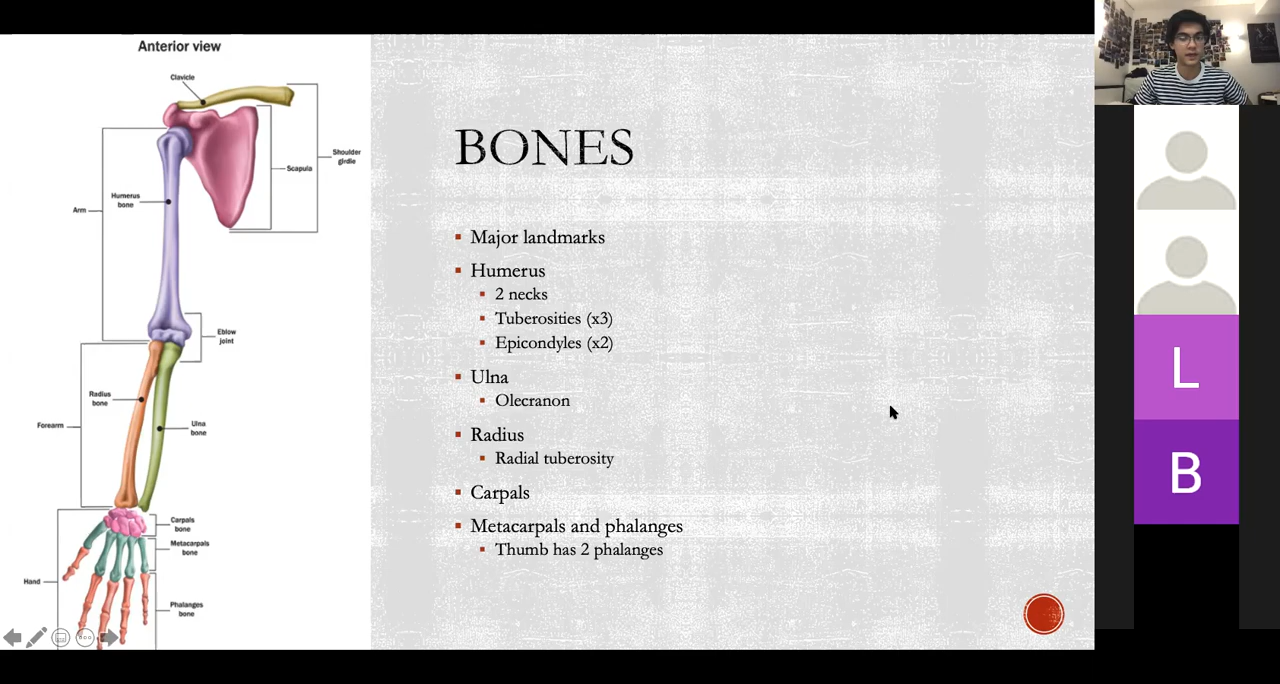 Anterior view
Clavicle
Shoulder
girdle
Scapula
Humerus
bone
Arm
Eblow
joint
Radius
bone
Forearm
Ulna
bone
Carpals
bone
Metacarpals
bone
Hand
Phalanges
bone
BONES
Major landmarks
Humerus
2 necks
Tuberosities (x3)
Epicondyles (x2)
Ulna
Olecranon
Radius
Radial tuberosity
Carpals
Metacarpals and phalanges
Thumb has 2 phalanges
L
B